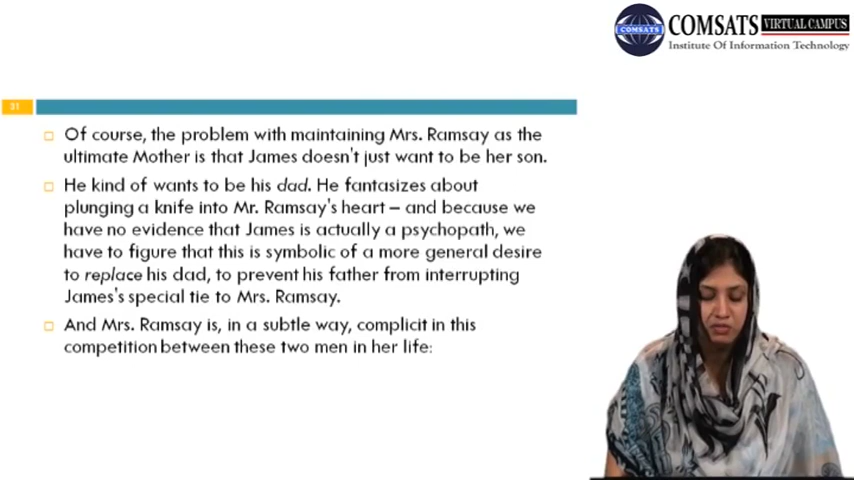 COMSATS
COMSATS VIRTUAL CAMPUS
Institute Of Information Technology
31
Of course, the problem with maintaining Mrs. Ramsay as the
ultimate Mother is that James doesn't just want to be her son.
He kind of wants to be his dad. He fantasizes about
plunging a knife into Mr. Ramsay's heart – and because we
have no evidence that James is actually a psychopath, we
have to figure that this is symbolic of a more general desire
to replace his dad, to prevent his father from interrupting
James's special tie to Mrs. Ramsay.
And Mrs. Ramsay is, in a subtle way, complicit in this
competition between these two men in her life: